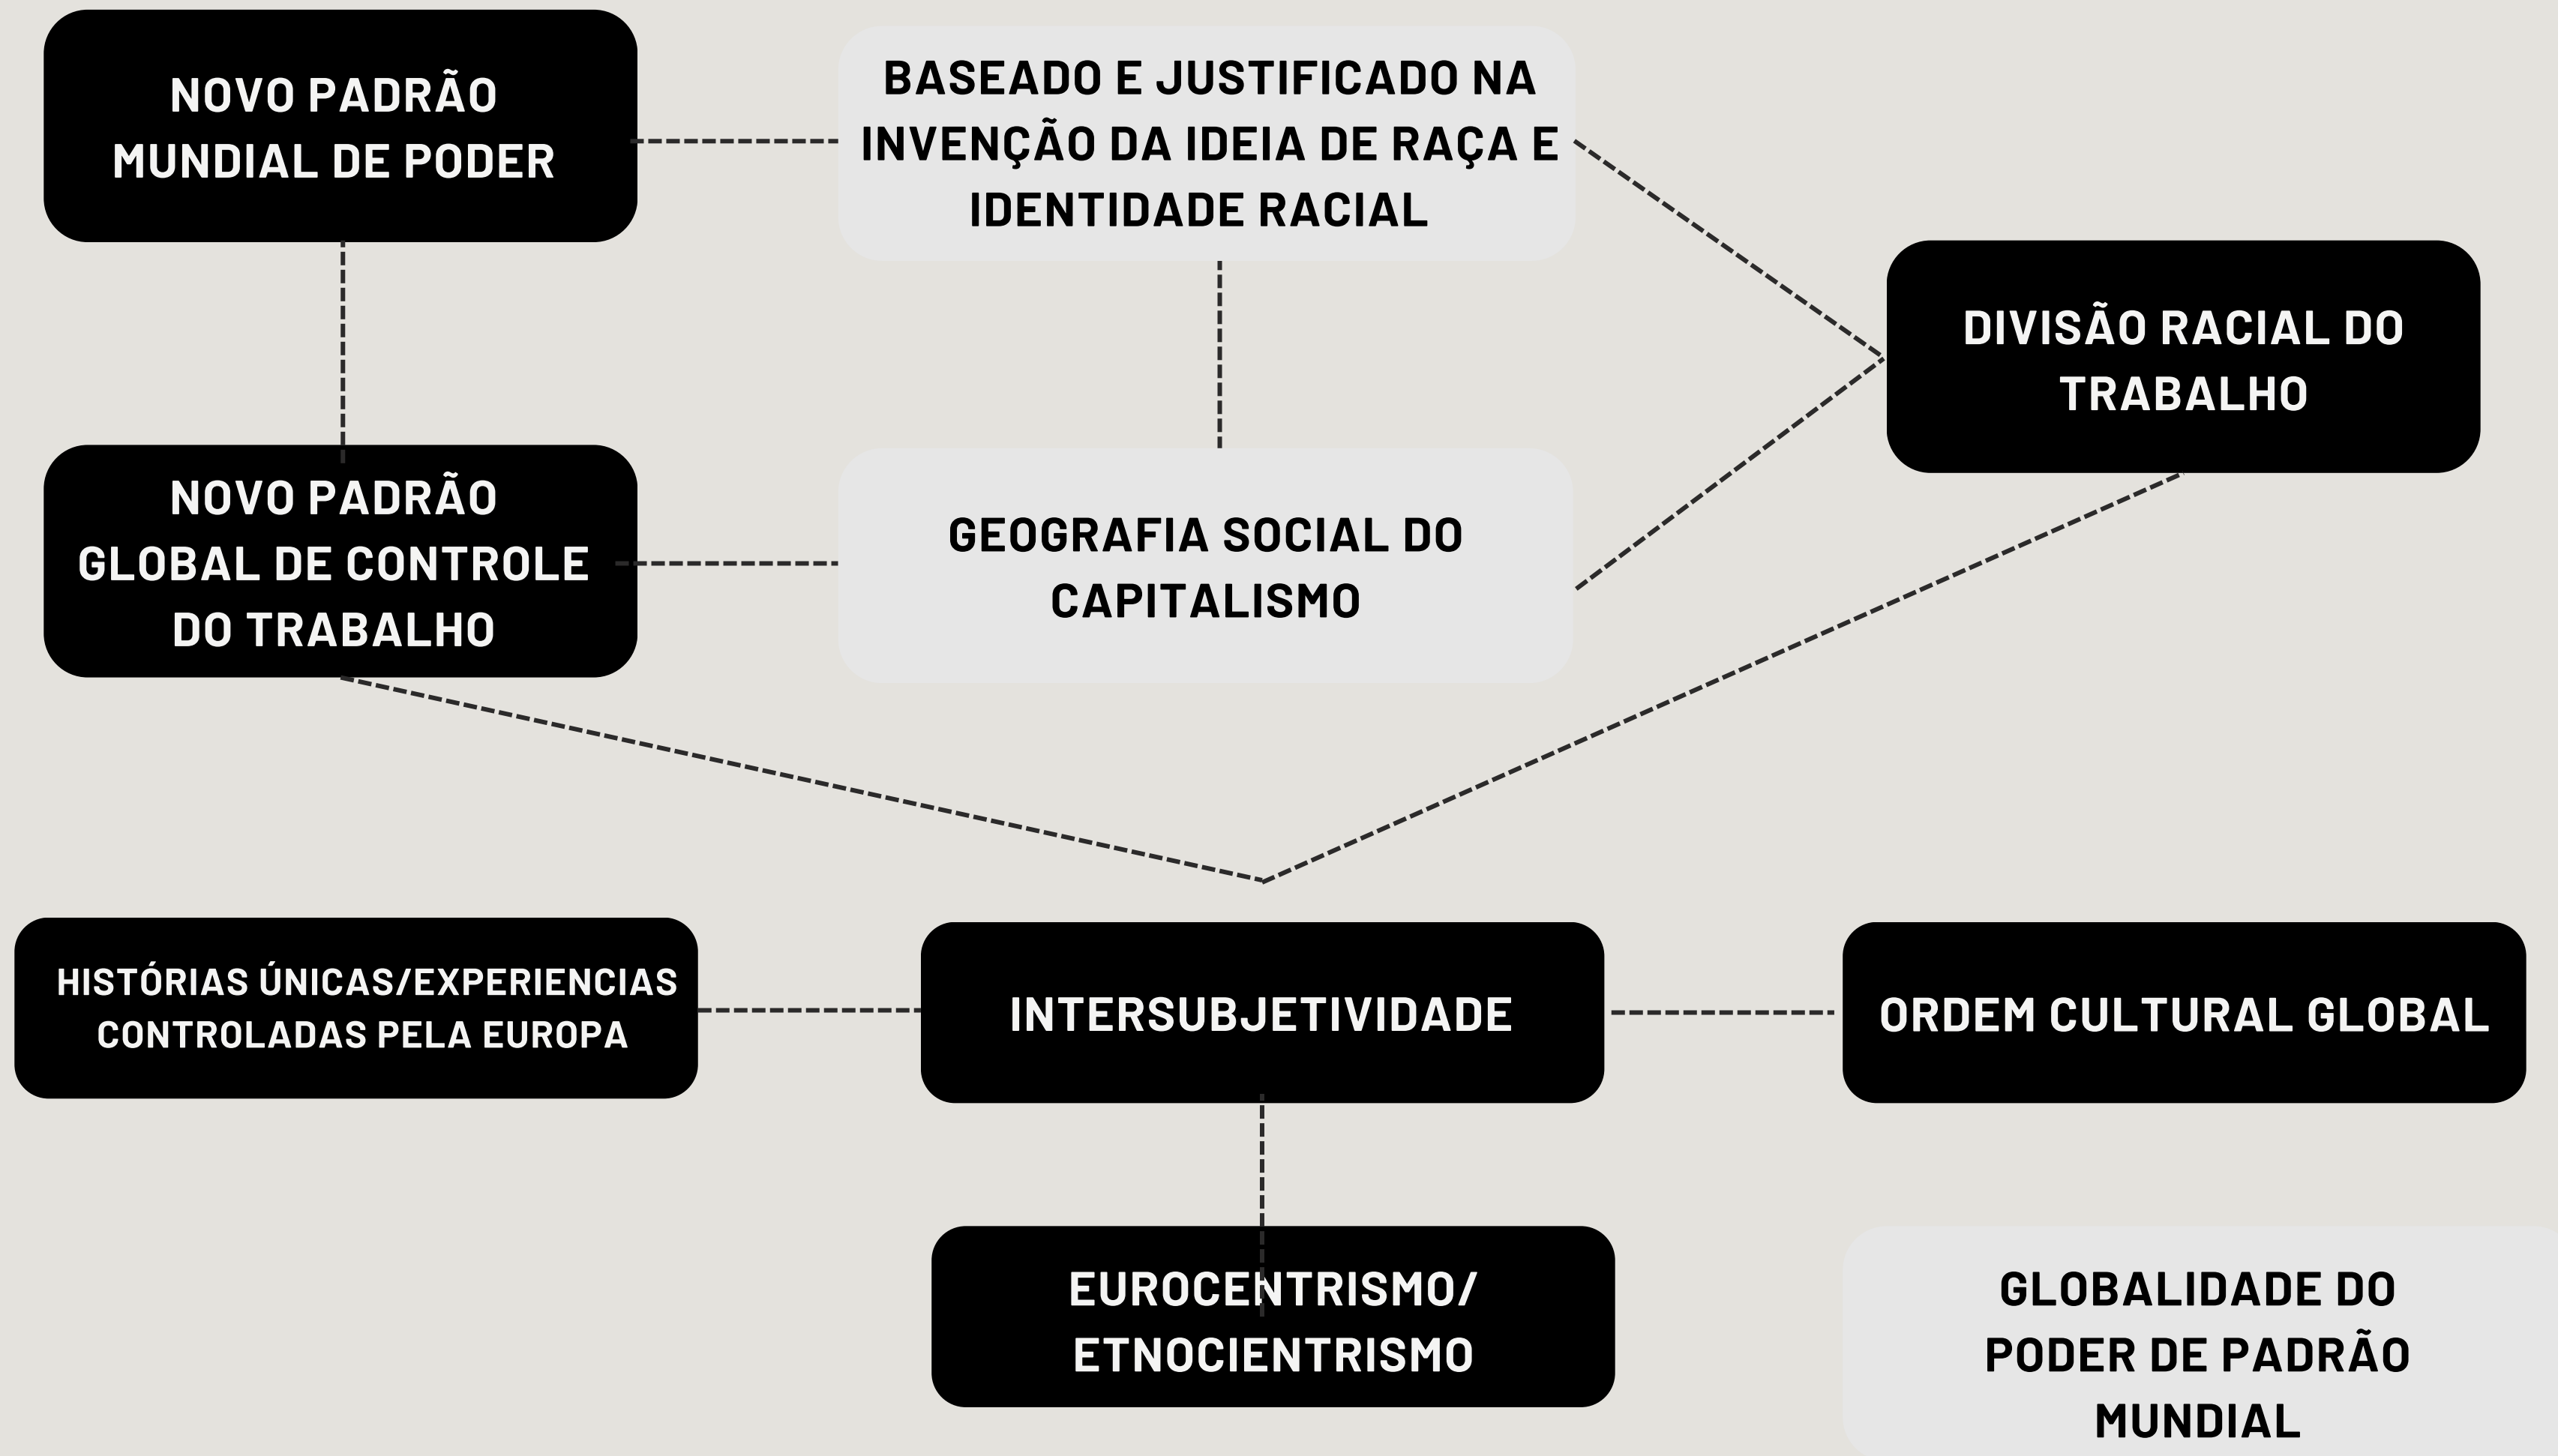 NOVO PADRÃO
MUNDIAL DE PODER
BASEADO E JUSTIFICADO NA
INVENÇÃO DA IDEIA DE RAÇA E
IDENTIDADE RACIAL
DIVISÃO RACIAL DO
TRABALHO
NOVO PADRÃO
GLOBAL DE CONTROLE
DO TRABALHO
GEOGRAFIA SOCIAL DO
CAPITALISMO
HISTÓRIAS ÚNICAS/EXPERIENCIAS
CONTROLADAS PELA EUROPA
INTERSUBJETIVIDADE
ORDEM CULTURAL GLOBAL
EUROCENTRISMO/
ETNOCIENTRISMO
GLOBALIDADE DO
PODER DE PADRÃO
MUNDIAL